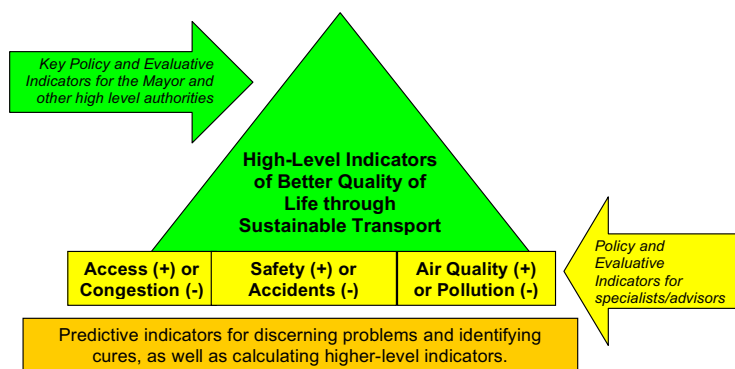 Key Policy and Evaluative
Indicators for the Mayor and
other high level authorities
High-Level Indicators
of Better Quality of
Life through
Sustainable Transport
Access (+) or
Congestion (-)
Safety (+) or
Accidents (-)
Air Quality (+)
or Pollution (-)
Policy and
Evaluative
Indicators for
specialists/advisors
Predictive indicators for discerning problems and identifying
cures, as well as calculating higher-level indicators.